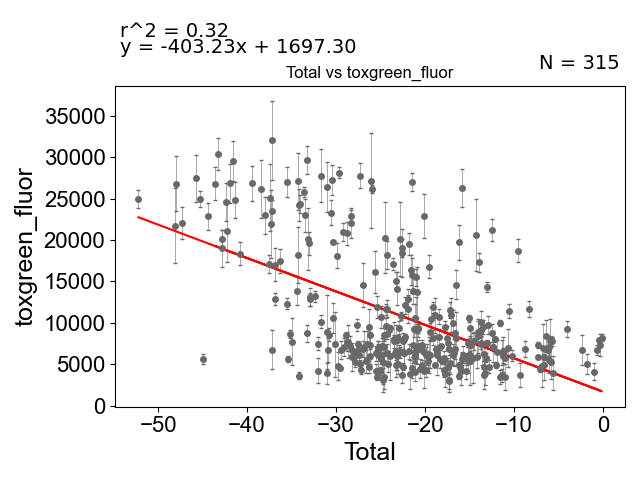 r^2 = 0.32
y = -403.23x + 1697.30
N = 315
Total vs toxgreen_fluor
35000
30000
25000
20000
15000
10000
5000
0
toxgreen_fluor
−50
−40
−30
−20
−10
0
Total